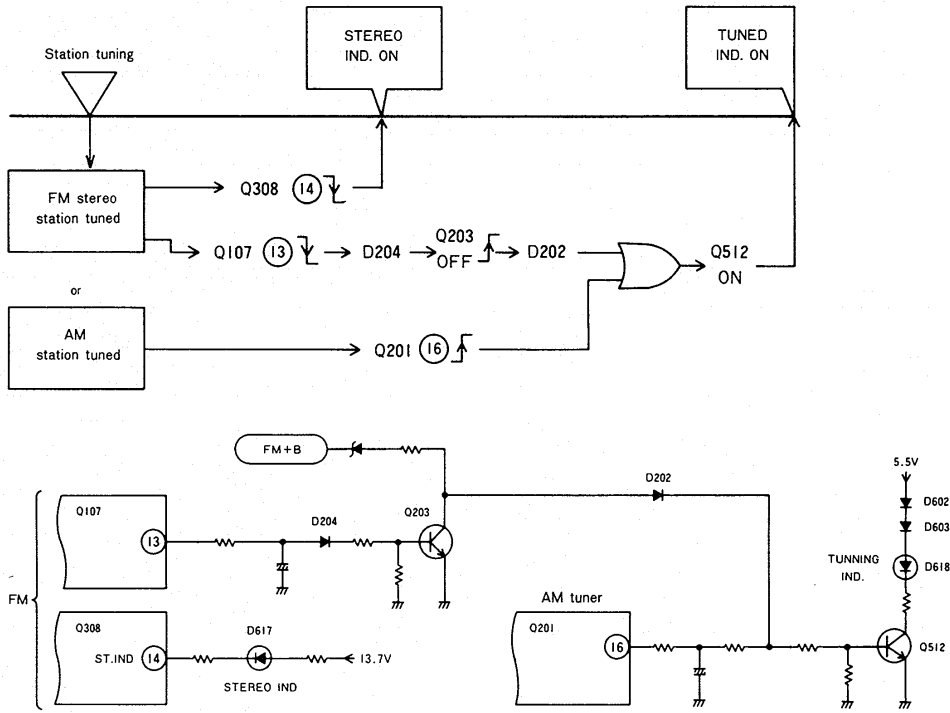 Station tuning
STEREO
IND. ON
TUNED
IND. ON
FM stereo
station tuned
Q308 14
Q107 13 D204 Q203
OFF D202
Q512
ON
or
AM
station tuned
Q201 16
FM+B
5.5V
D602
D603
D618
TUNNING
IND.
D202
Q107
13
D204
Q203
FM
Q308
ST.IND 14
D617
13.7V
STEREO IND
AM tuner
Q201
16
Q512